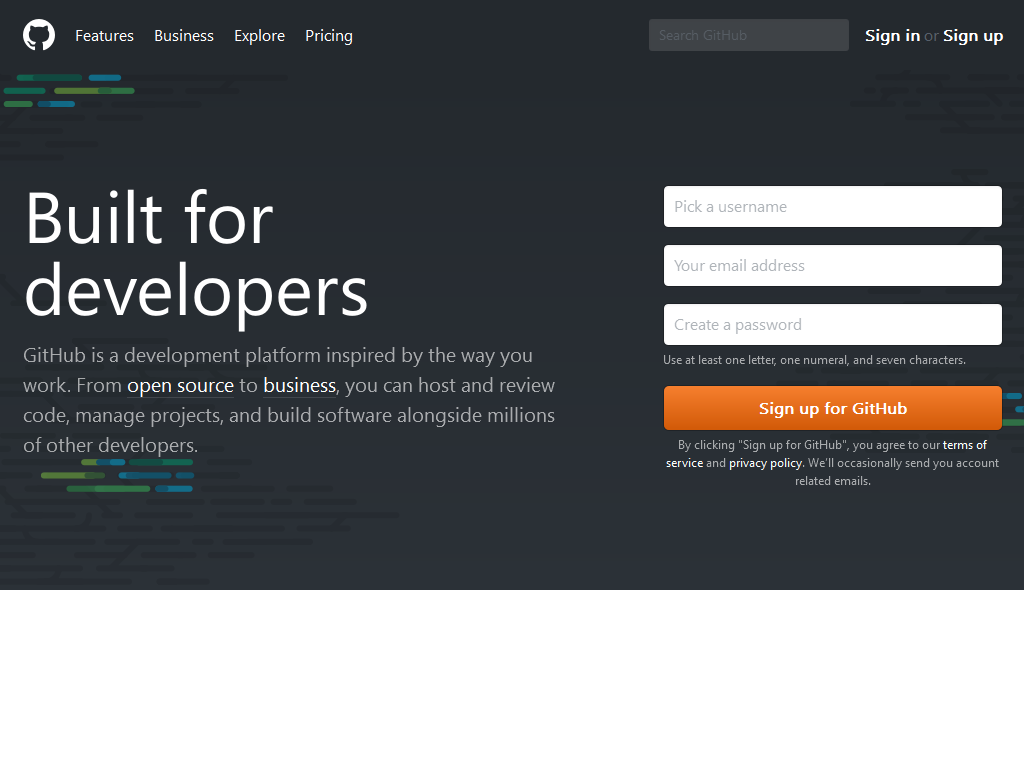 Features Business Explore Pricing Search GitHub Sign in or Sign up
Built for
developers
GitHub is a development platform inspired by the way you
work. From open source to business, you can host and review
code, manage projects, and build software alongside millions
of other developers.
Pick a username
Your email address
Create a password
Use at least one letter, one numeral, and seven characters.
Sign up for GitHub
By clicking "Sign up for GitHub", you agree to our terms of
service and privacy policy. We'll occasionally send you account
related emails.